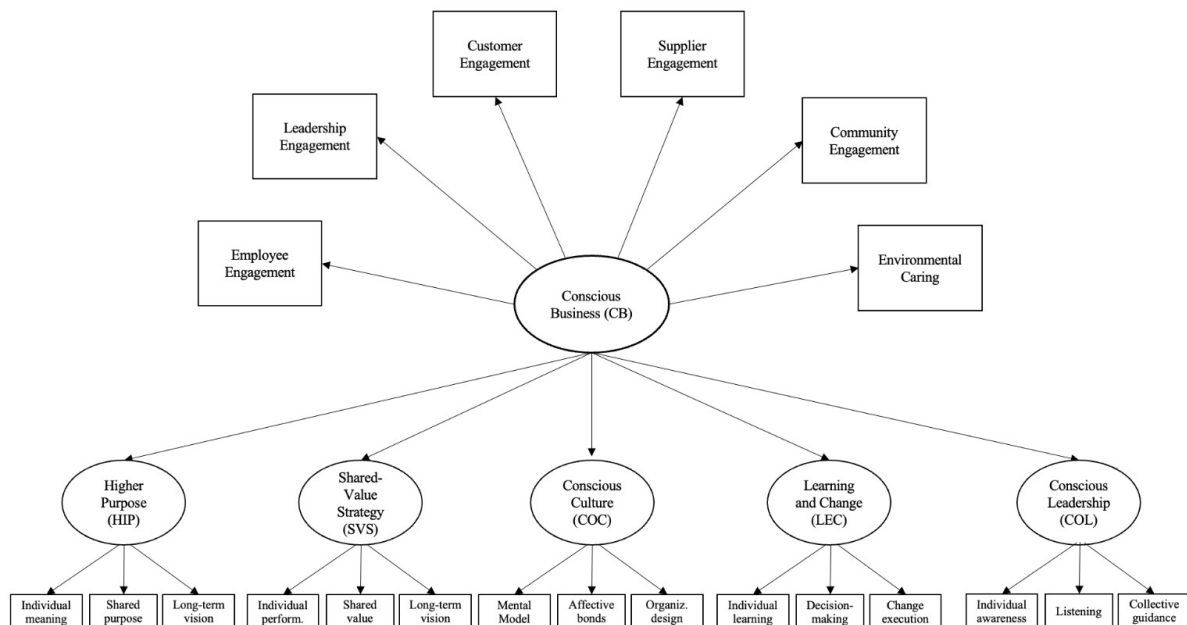 Customer
Engagement
Supplier
Engagement
Leadership
Engagement
Community
Engagement
Employee
Engagement
Environmental
Caring
Conscious
Business (CB)
Higher
Purpose
(HIP)
Shared-
Value
Strategy
(SVS)
Conscious
Culture
(COC)
Learning
and Change
(LEC)
Conscious
Leadership
(COL)
Individual
meaning
Shared
purpose
Long-term
vision
Individual
perform.
Shared
value
Long-term
vision
Mental
Model
Affective
bonds
Organiz.
design
Individual
learning
Decision-
making
Change
execution
Individual
awareness
Listening
Collective
guidance